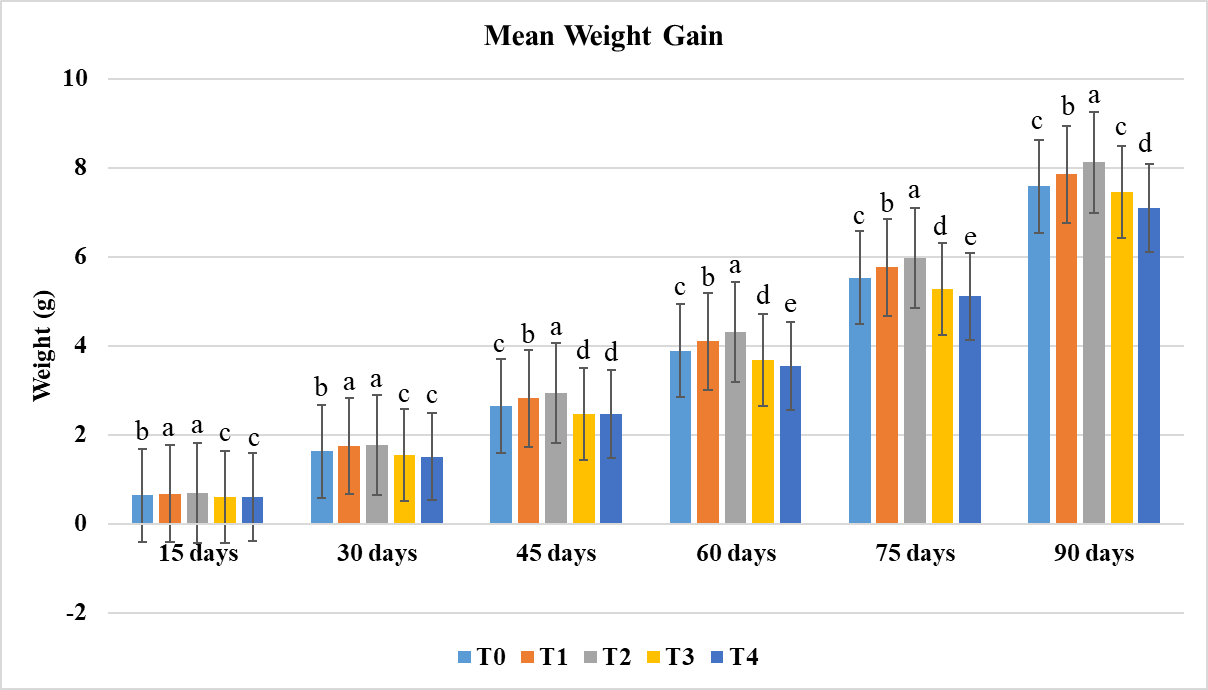 Mean Weight Gain
Weight (g)
10
8
6
4
2
0
-2
b a a c c
b a a c c
c b a d d
c b a d e
c b a d e
c b a c d
15 days 30 days 45 days 60 days 75 days 90 days
T0 T1 T2 T3 T4